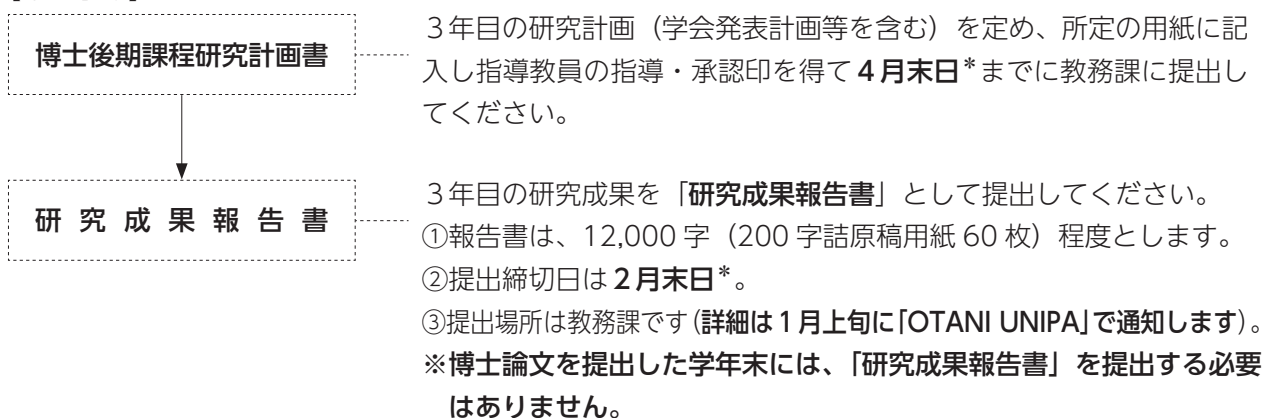 博士後期課程研究計画書
３年目の研究計画（学会発表計画等を含む）を定め、所定の用紙に記
入し指導教員の指導・承認印を得て４月末日*までに教務課に提出し
てください。
研究成果報告書
３年目の研究成果を「研究成果報告書」として提出してください。
①報告書は、12,000 字（200 字詰原稿用紙 60 枚）程度とします。
②提出締切日は２月末日*。
③提出場所は教務課です（詳細は１月上旬に「OTANI UNIPA」で通知します）。
※博士論文を提出した学年末には、「研究成果報告書」を提出する必要
はありません。